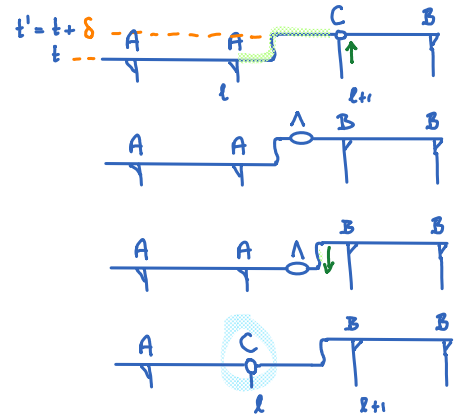 t' = t + δ
C B
A A
t
l l+1
A A Λ B B
A A Λ B B
A C B B
l l+1